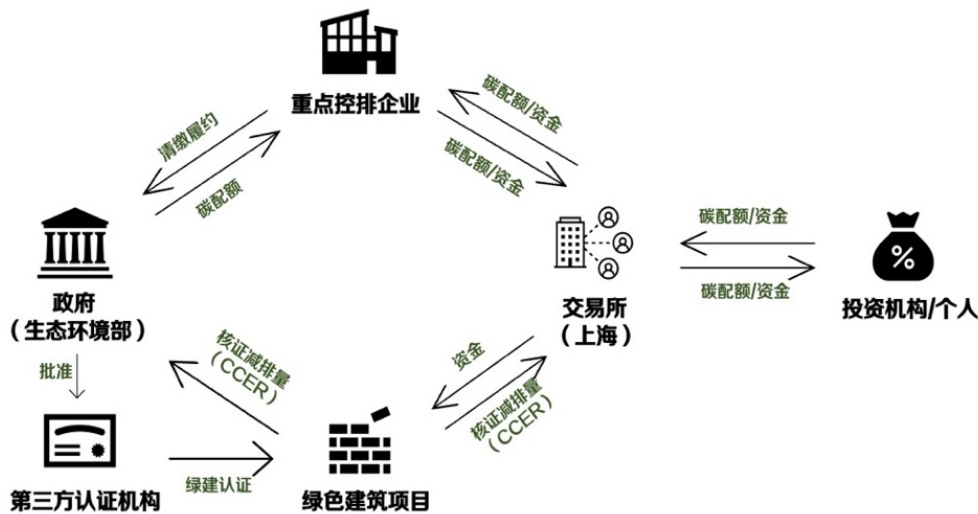 重点控排企业
清缴履约
碳配额
碳配额/资金
碳配额/资金
政府
（生态环境部）
交易所
（上海）
碳配额/资金
碳配额/资金
%
投资机构/个人
批准
核证减排量
（CCER）
资金
核证减排量
（CCER）
第三方认证机构
绿建认证
绿色建筑项目